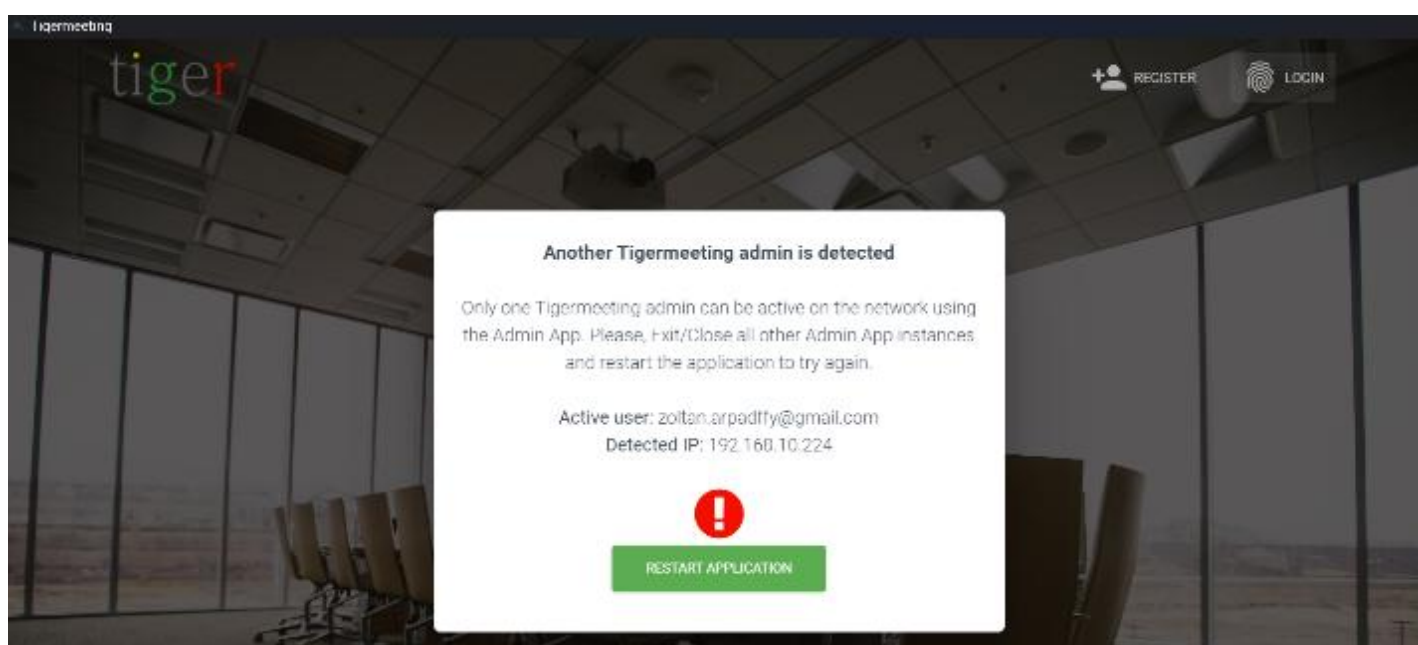 Tigermeeting
tiger
REGISTER
LOGIN
Another Tigermeeting admin is detected
Only one Tigermeeting admin can be active on the network using
the Admin App. Please, Exit/Close all other Admin App instances
and restart the application to try again.
Active user: zoltan.arpadffy@gmail.com
Detected IP: 192.168.10.224
RESTART APPLICATION